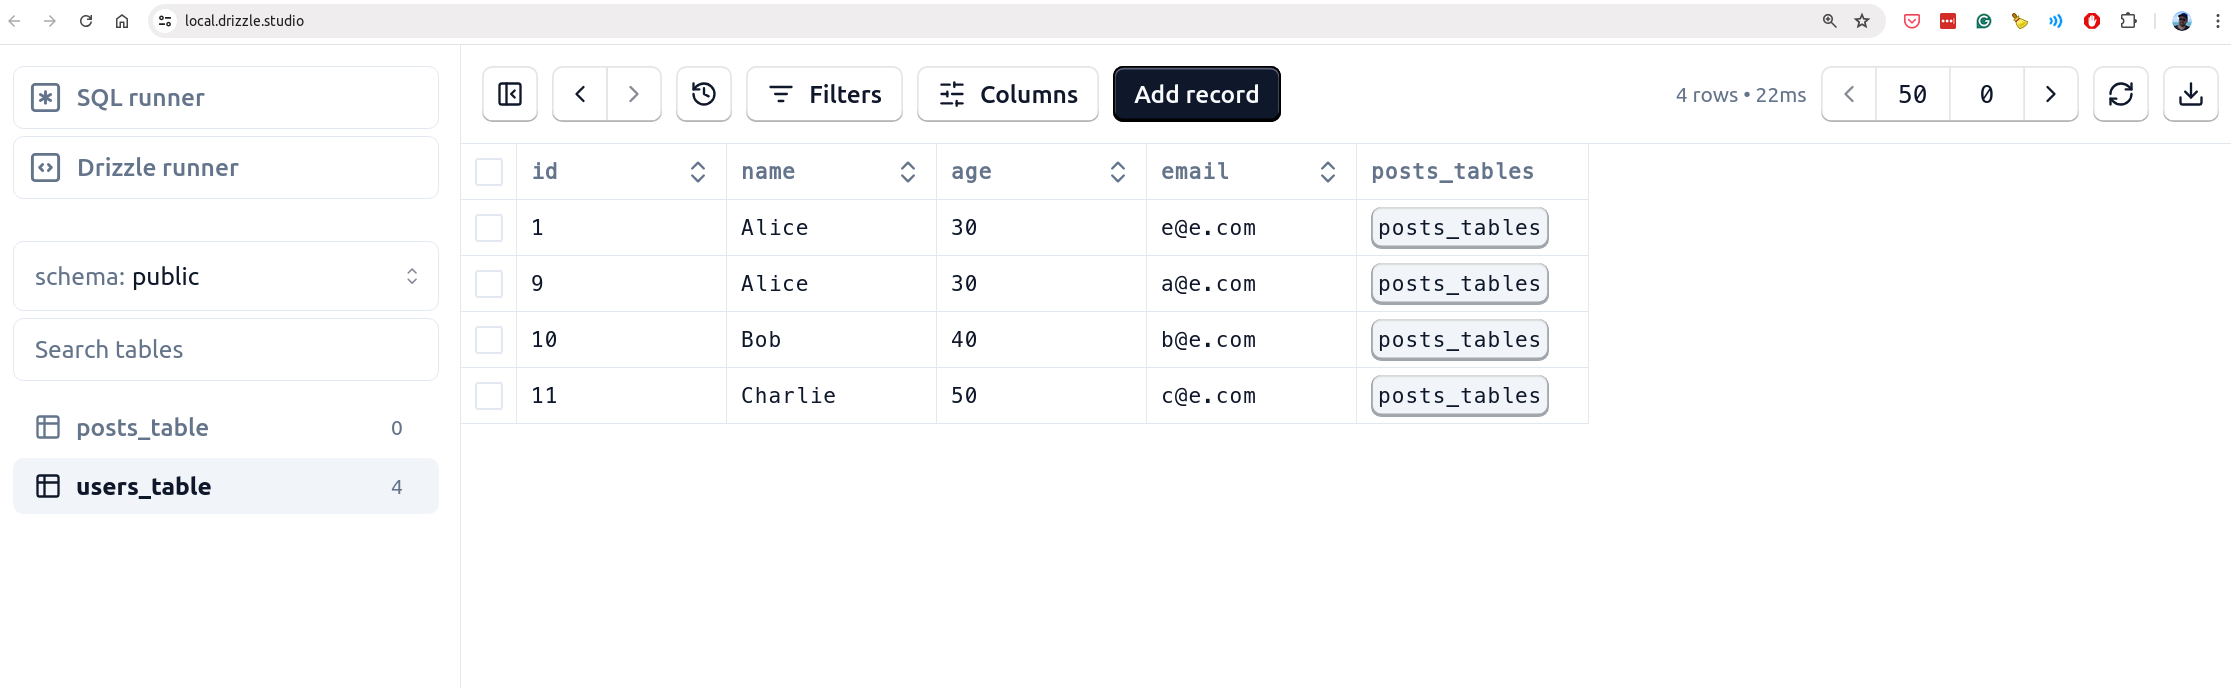 local.drizzle.studio
SQL runner
Drizzle runner
schema: public
Search tables
posts_table 0
users_table 4
Filters Columns Add record 4 rows • 22ms 50 0
id name age email posts_tables
1 Alice 30 e@e.com posts_tables
9 Alice 30 a@e.com posts_tables
10 Bob 40 b@e.com posts_tables
11 Charlie 50 c@e.com posts_tables